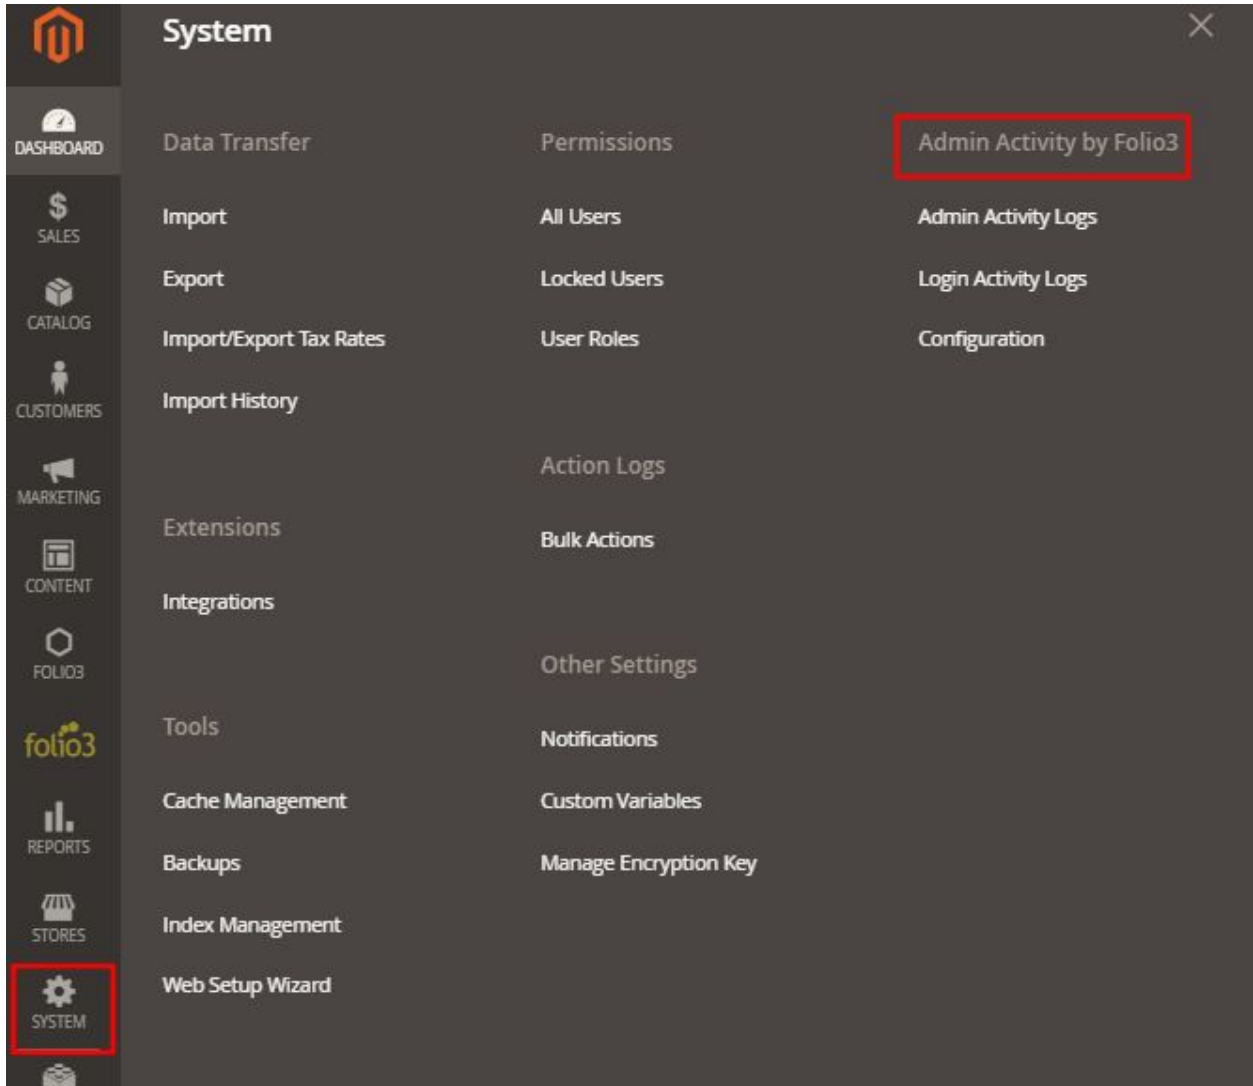 System
DASHBOARD
SALES
CATALOG
CUSTOMERS
MARKETING
CONTENT
FOLIO3
folio3
REPORTS
STORES
SYSTEM
Data Transfer
Import
Export
Import/Export Tax Rates
Import History
Extensions
Integrations
Tools
Cache Management
Backups
Index Management
Web Setup Wizard
Permissions
All Users
Locked Users
User Roles
Action Logs
Bulk Actions
Other Settings
Notifications
Custom Variables
Manage Encryption Key
Admin Activity by Folio3
Admin Activity Logs
Login Activity Logs
Configuration